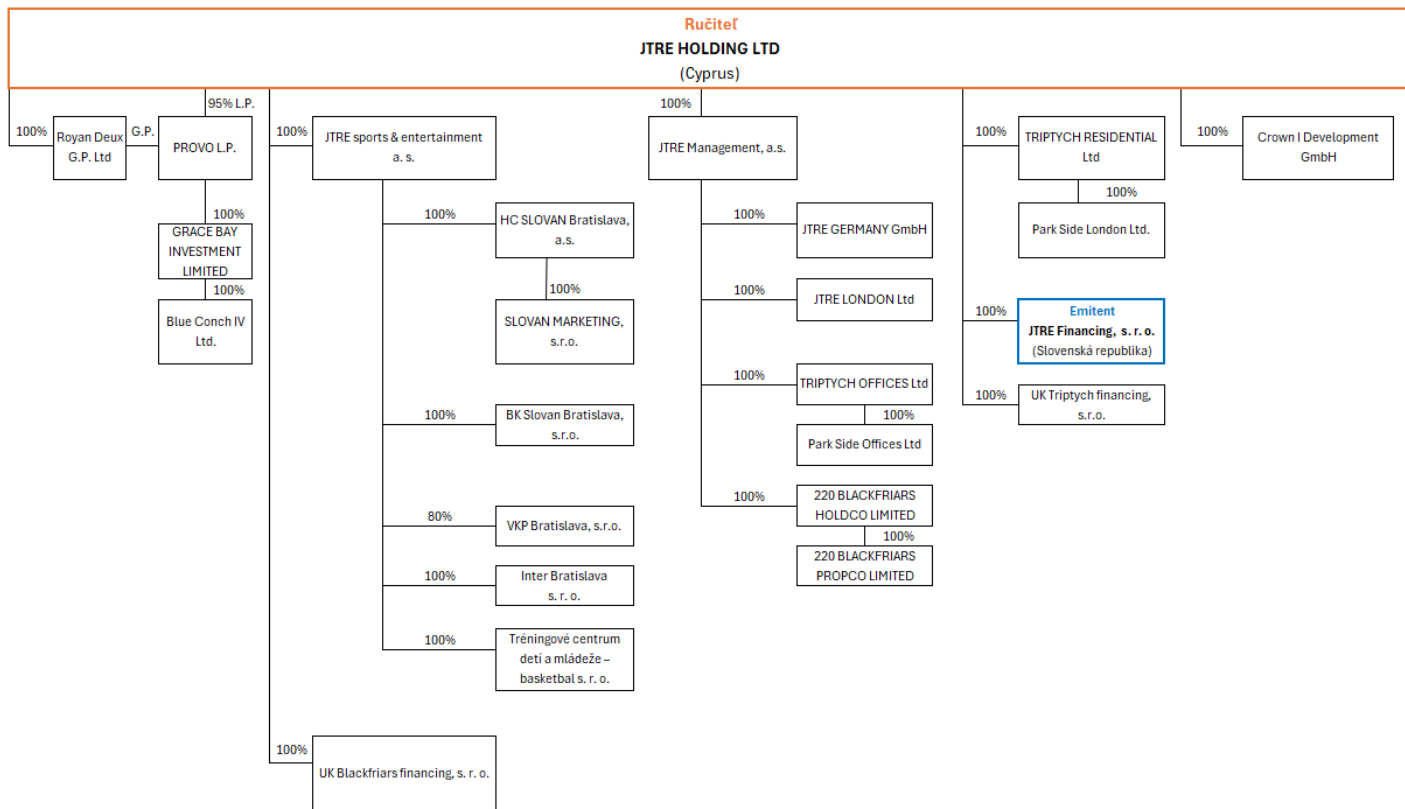 Ručiteľ
JTRE HOLDING LTD
(Cyprus)
95% L.P.
100%
100%
Royan Deux
G.P. Ltd
G.P.
PROVO L.P.
100%
GRACE BAY
INVESTMENT
LIMITED
100%
Blue Conch IV
Ltd.
100%
JTRE sports & entertainment
a. s.
100%
HC SLOVAN Bratislava,
a.s.
100%
SLOVAN MARKETING,
s.r.o.
100%
BK Slovan Bratislava,
s.r.o.
80%
VKP Bratislava, s.r.o.
100%
Inter Bratislava
s. r. o.
100%
Tréningové centrum
detí a mládeže –
basketbal s. r. o.
100%
UK Blackfriars financing, s. r. o.
JTRE Management, a.s.
100%
JTRE GERMANY GmbH
100%
JTRE LONDON Ltd
100%
TRIPTYCH OFFICES Ltd
100%
Park Side Offices Ltd
100%
220 BLACKFRIARS
HOLDCO LIMITED
100%
220 BLACKFRIARS
PROPCO LIMITED
100%
TRIPTYCH RESIDENTIAL
Ltd
100%
Park Side London Ltd.
100%
Emitent
JTRE Financing, s. r. o.
(Slovenská republika)
100%
UK Triptych financing,
s.r.o.
100%
Crown I Development
GmbH